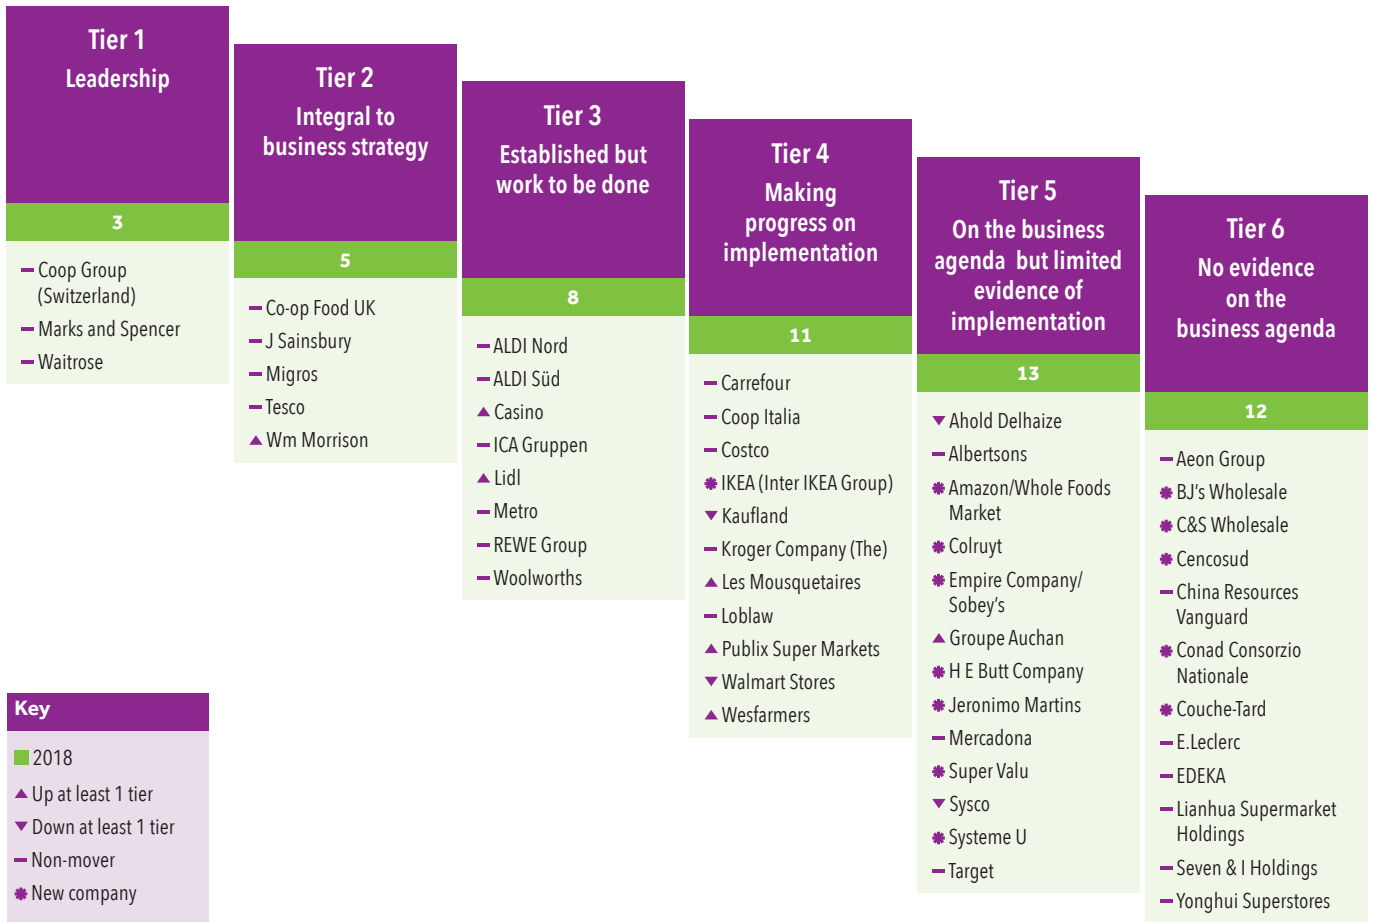 Tier 1
Leadership
3
Coop Group
(Switzerland)
Marks and Spencer
Waitrose
Tier 2
Integral to
business strategy
5
Co-op Food UK
J Sainsbury
Migros
Tesco
Wm Morrison
Tier 3
Established but
work to be done
8
ALDI Nord
ALDI Süd
Casino
ICA Gruppen
Lidl
Metro
REWE Group
Woolworths
Tier 4
Making
progress on
implementation
11
Carrefour
Coop Italia
Costco
IKEA (Inter IKEA Group)
Kaufland
Kroger Company (The)
Les Mousquetaires
Loblaw
Publix Super Markets
Walmart Stores
Wesfarmers
Tier 5
On the business
agenda but limited
evidence of
implementation
13
Ahold Delhaize
Albertsons
Amazon/Whole Foods
Market
Colruyt
Empire Company/
Sobey's
Groupe Auchan
H E Butt Company
Jeronimo Martins
Mercadona
Super Valu
Sysco
Systeme U
Target
Tier 6
No evidence
on the
business agenda
12
Aeon Group
BJ's Wholesale
C&S Wholesale
Cencosud
China Resources
Vanguard
Conad Consorzio
Nationale
Couche-Tard
E.Leclerc
EDEKA
Lianhua Supermarket
Holdings
Seven & I Holdings
Yonghui Superstores
Key
2018
Up at least 1 tier
Down at least 1 tier
Non-mover
New company